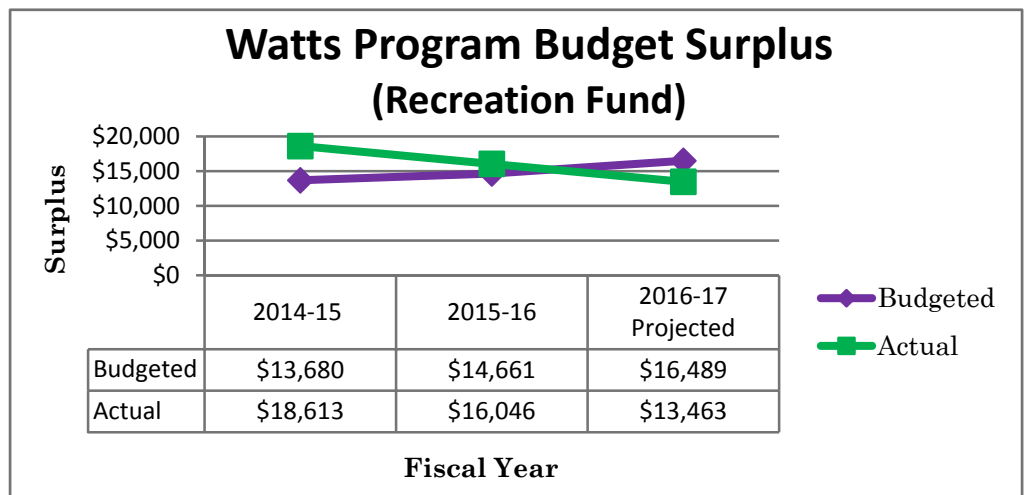 Watts Program Budget Surplus
(Recreation Fund)
$20,000
$15,000
$10,000
$5,000
$0
Surplus
2014-15 2015-16 2016-17
Projected
Budgeted $13,680 $14,661 $16,489
Actual $18,613 $16,046 $13,463
Fiscal Year
Budgeted
Actual